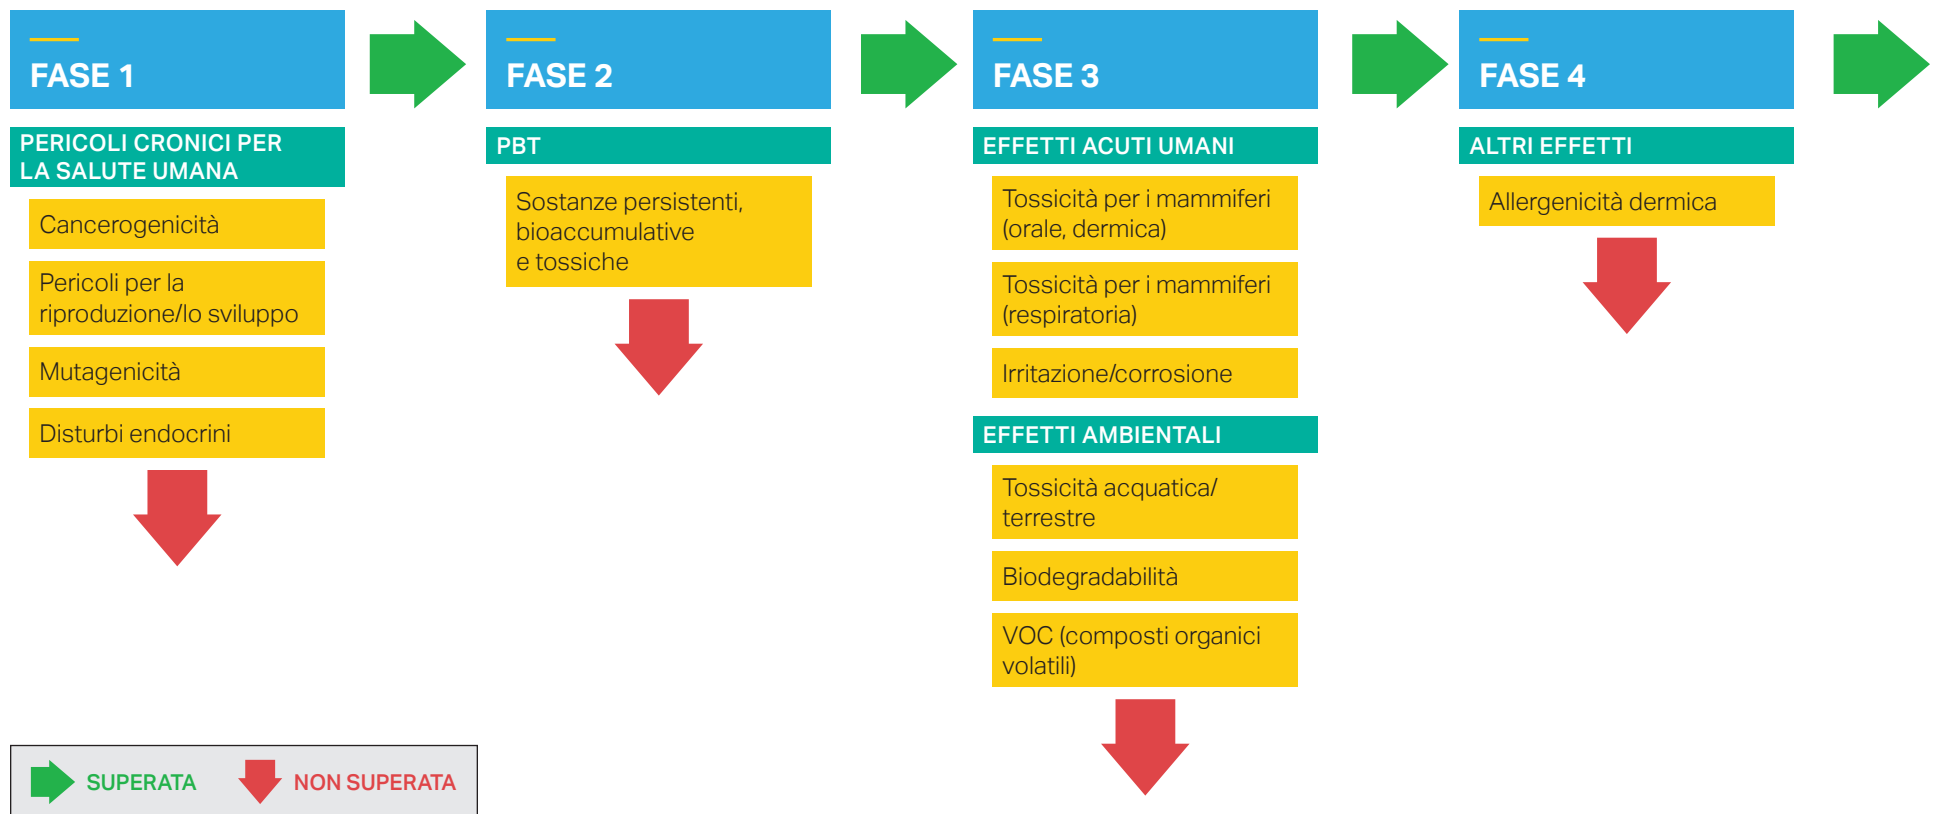 FASE 1
PERICOLI CRONICI PER
LA SALUTE UMANA
Cancerogenicità
Pericoli per la
riproduzione/lo sviluppo
Mutagenicità
Disturbi endocrini
FASE 2
PBT
Sostanze persistenti,
bioaccumulative
e tossiche
FASE 3
EFFETTI ACUTI UMANI
Tossicità per i mammiferi
(orale, dermica)
Tossicità per i mammiferi
(respiratoria)
Irritazione/corrosione
EFFETTI AMBIENTALI
Tossicità acquatica/
terrestre
Biodegradabilità
VOC (composti organici
volatili)
FASE 4
ALTRI EFFETTI
Allergenicità dermica
SUPERATA
NON SUPERATA